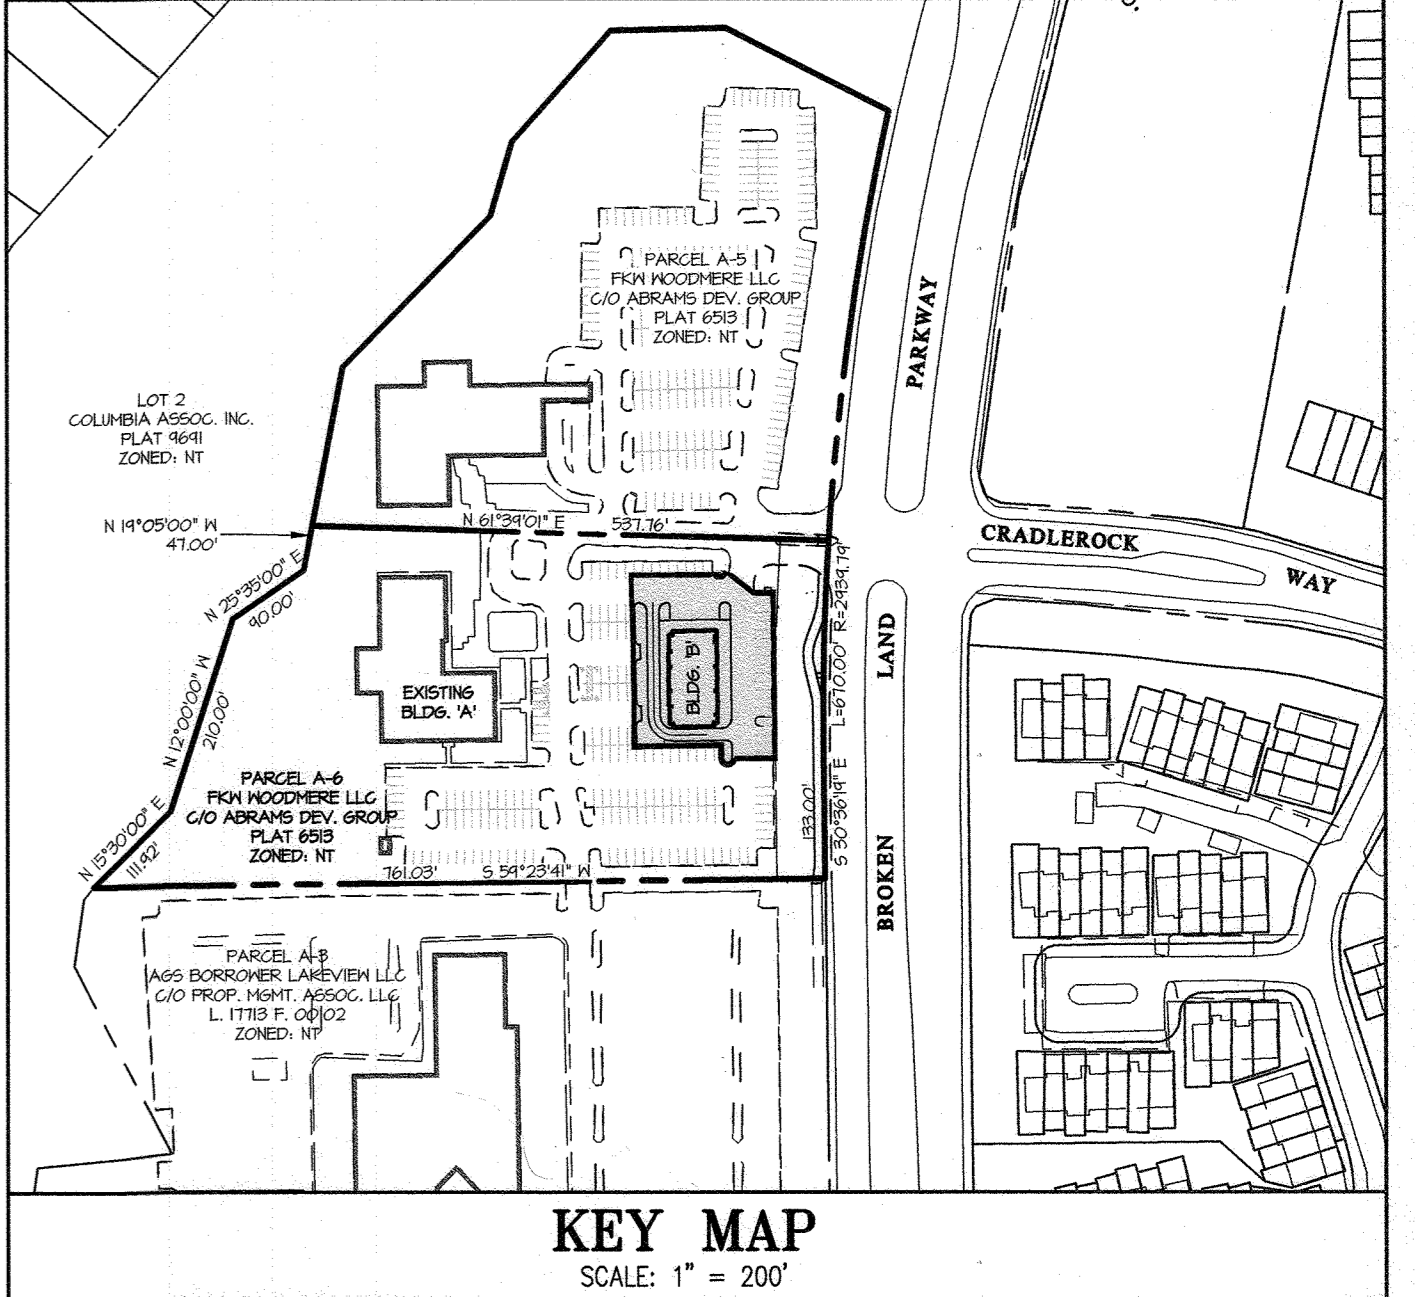 PARCEL A-5
FKW WOODMERE LLC
C/O ABRAMS DEV. GROUP
PLAT 6513
ZONED: NT
PARKWAY
LOT 2
COLUMBIA ASSOC. INC.
PLAT 9691
ZONED: NT
N 19°05'00" W
47.00'
N 61°39'01" E 537.76'
CRADLEROCK
WAY
N 25°35'00" E
90.00'
S 30°36'19" E L=670.00' R=2939.79'
LAND
BLDG. 'B'
EXISTING
BLDG. 'A'
N 12°00'00" W
210.00'
PARCEL A-6
FKW WOODMERE LLC
C/O ABRAMS DEV. GROUP
PLAT 6513
ZONED: NT
133.00'
N 15°30'00" E
111.92'
761.03' S 59°23'41" W
BROKEN
PARCEL A-3
AGS BORROWER LAKEVIEW LLC
C/O PROP. MGMT. ASSOC. LLC
L. 17713 F. 00102
ZONED: NT
KEY MAP
SCALE: 1" = 200'